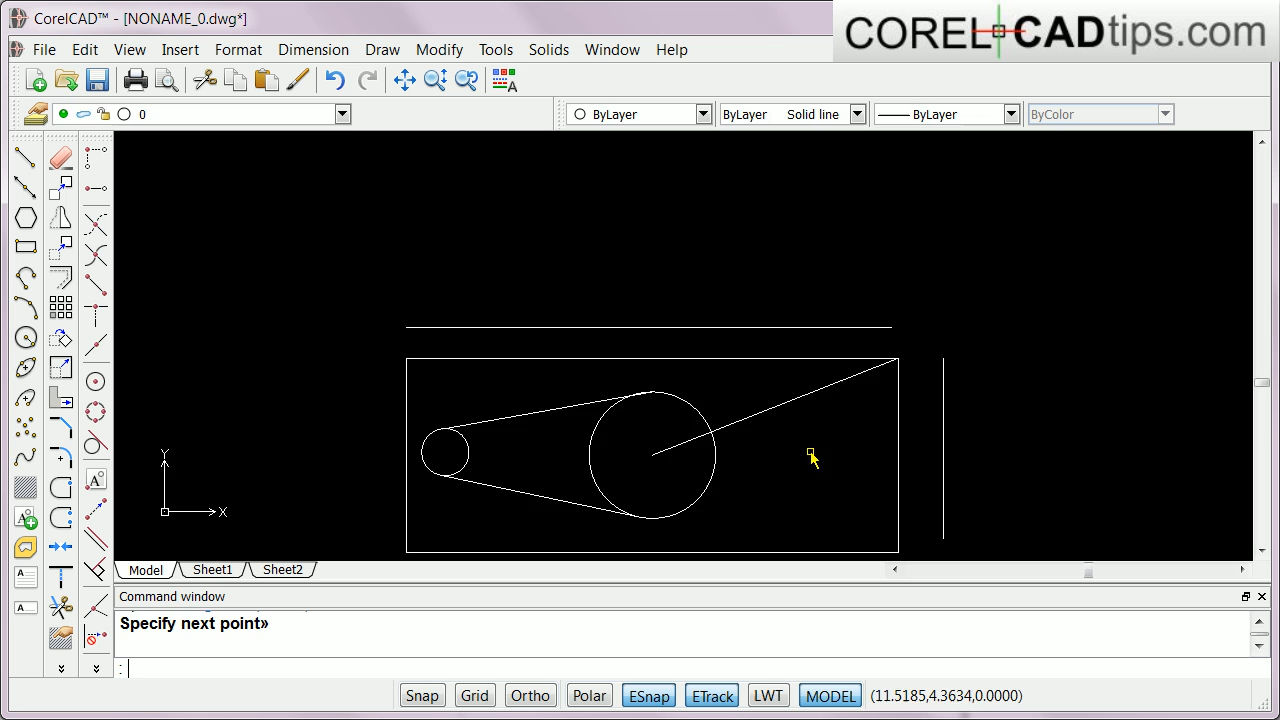 CorelCAD™ - [NONAME_0.dwg*]
COREL CADtips.com
File Edit View Insert Format Dimension Draw Modify Tools Solids Window Help
0 ByLayer ByLayer Solid line ByLayer ByColor
Y
X
Model Sheet1 Sheet2
Command window
Specify next point»
:
Snap Grid Ortho Polar ESnap ETrack LWT MODEL (11.5185,4.3634,0.0000)